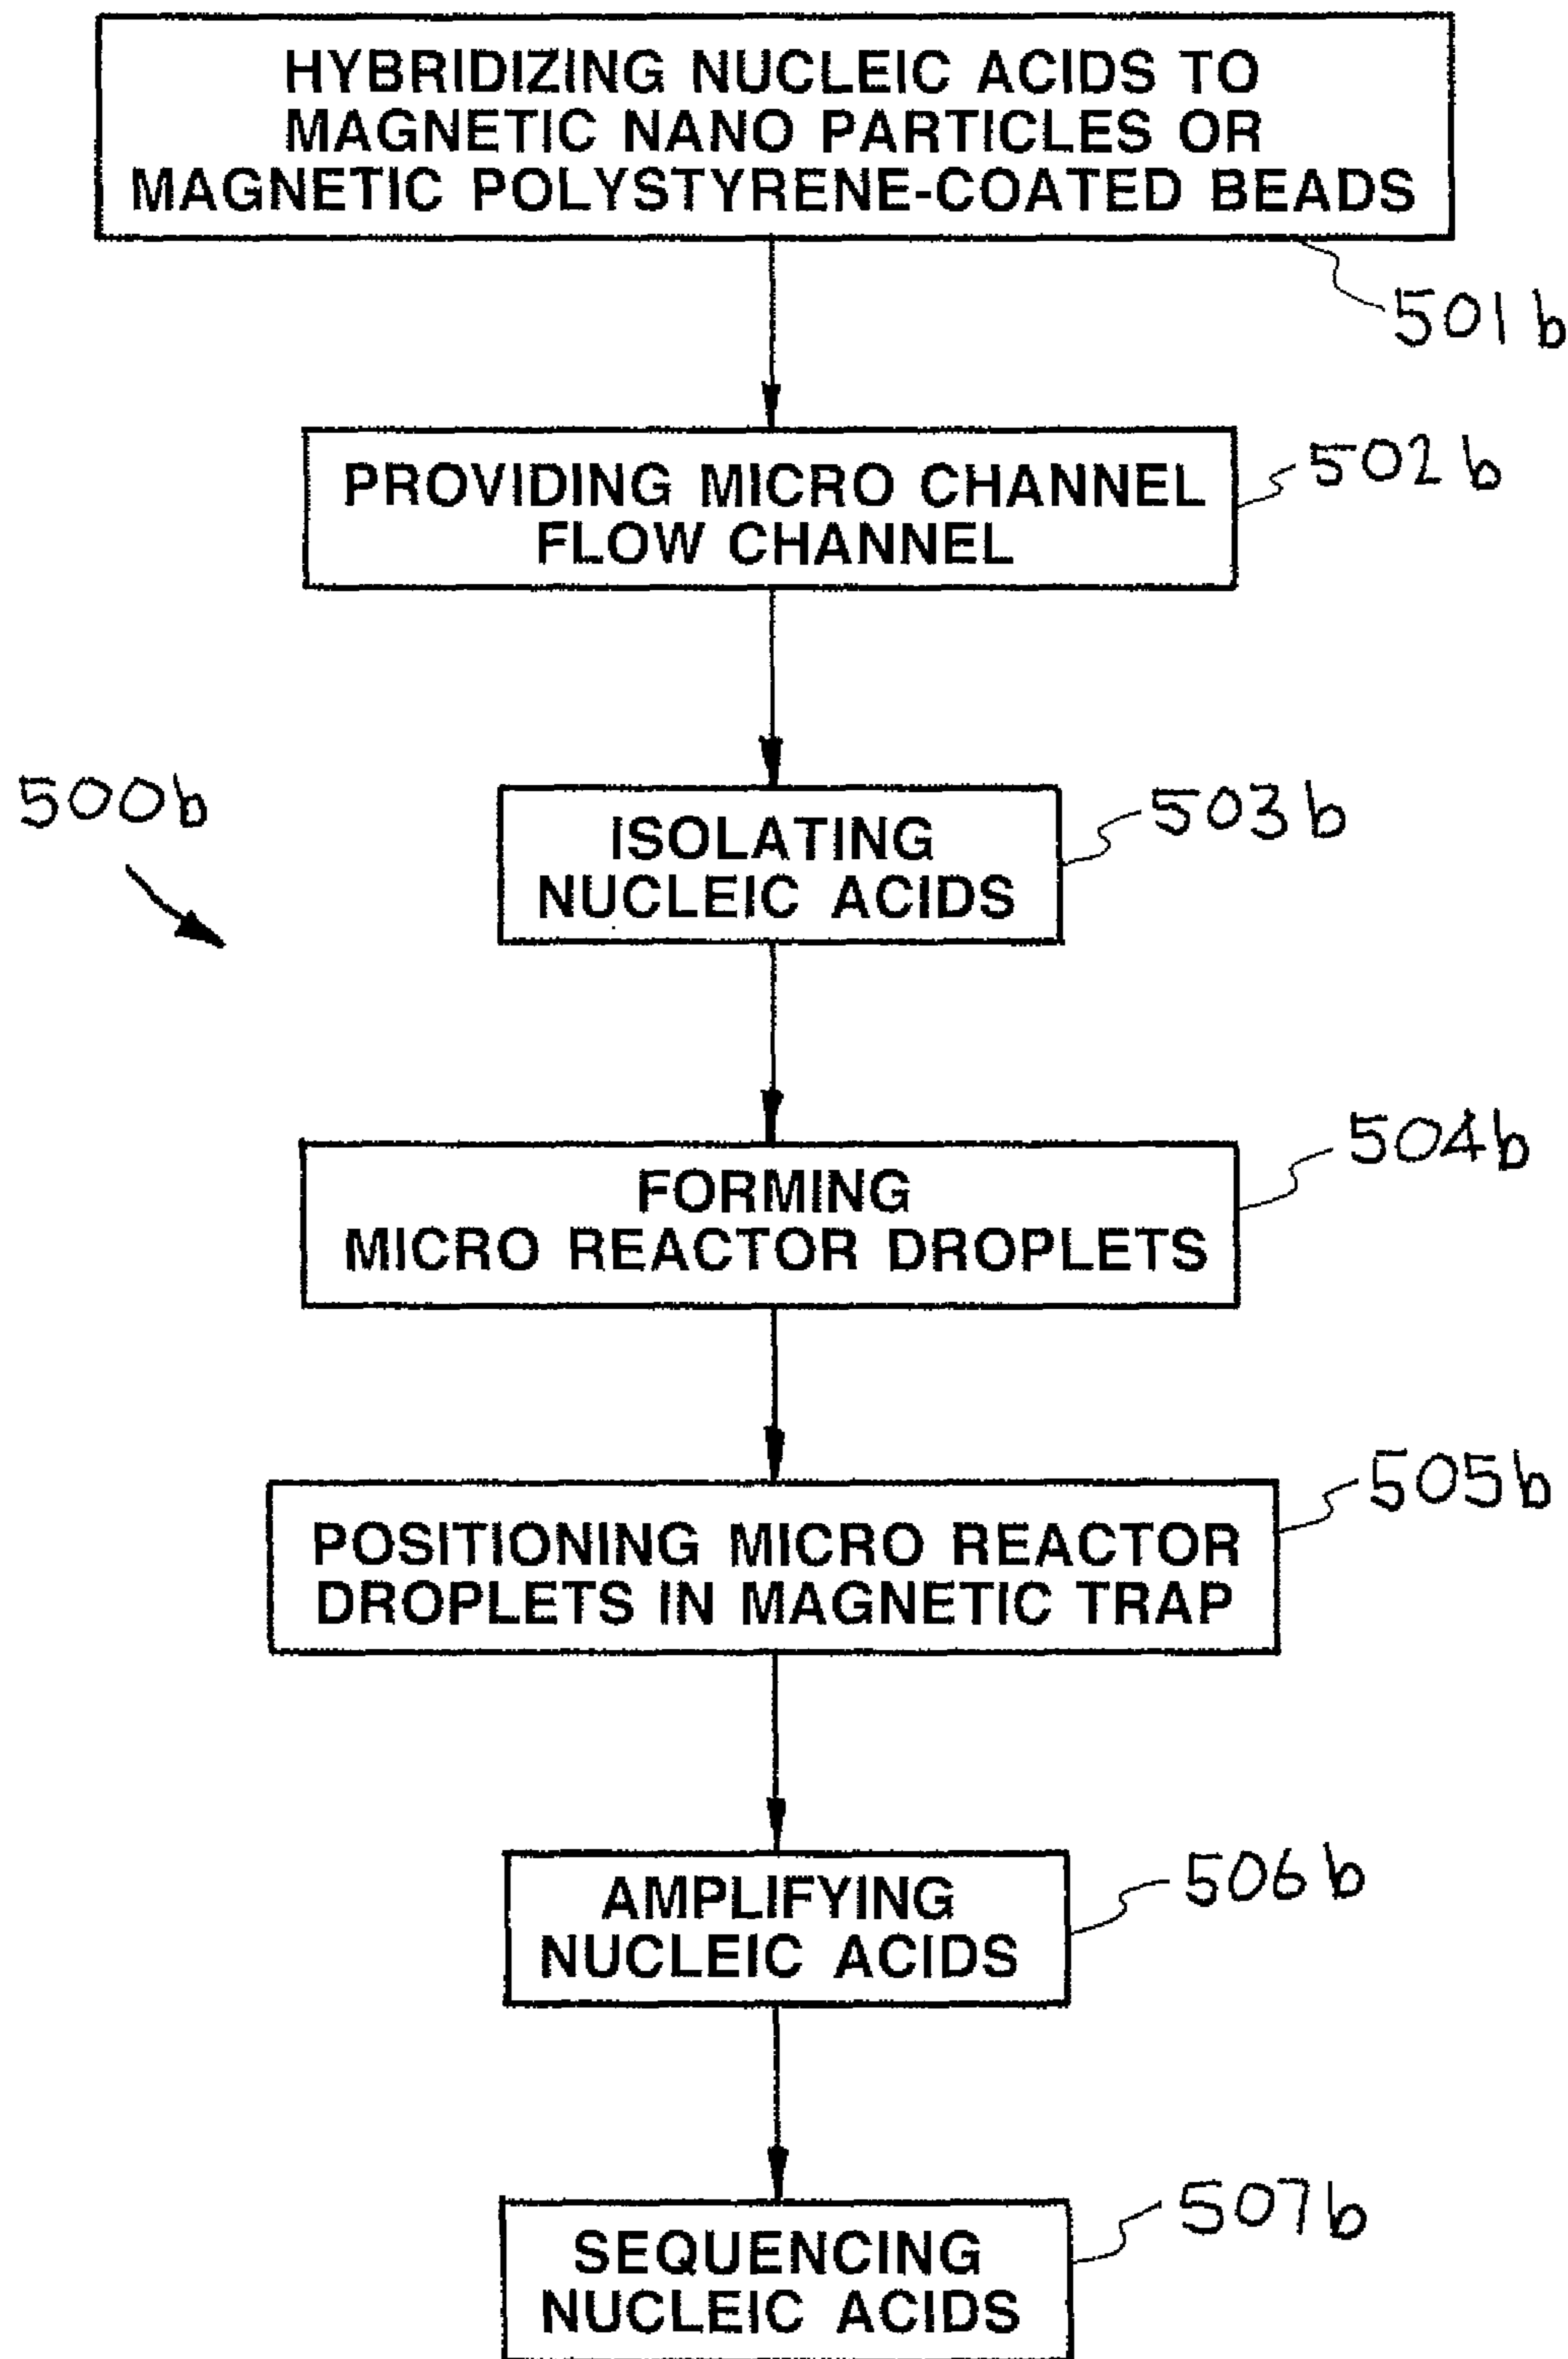 HYBRIDIZING NUCLEIC ACIDS TO
MAGNETIC NANO PARTICLES OR
MAGNETIC POLYSTYRENE-COATED BEADS
501b
PROVIDING MICRO CHANNEL
FLOW CHANNEL
502b
500b
ISOLATING
NUCLEIC ACIDS
503b
FORMING
MICRO REACTOR DROPLETS
504b
POSITIONING MICRO REACTOR
DROPLETS IN MAGNETIC TRAP
505b
AMPLIFYING
NUCLEIC ACIDS
506b
SEQUENCING
NUCLEIC ACIDS
507b